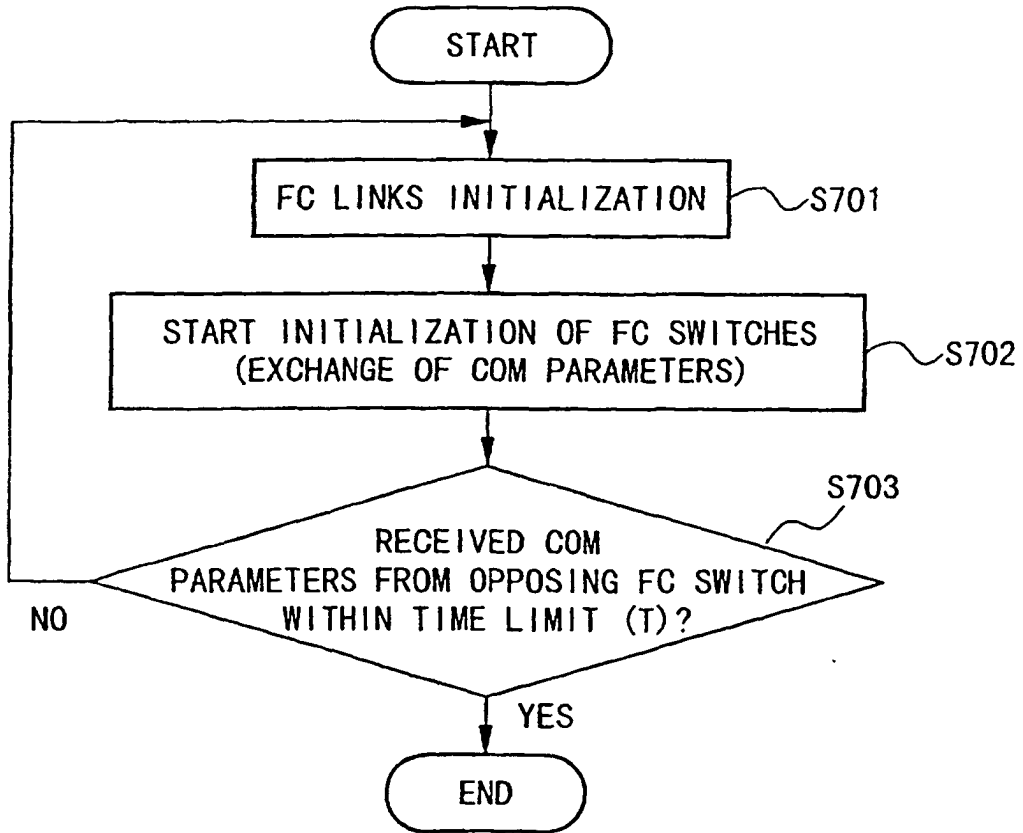 START
FC LINKS INITIALIZATION
S701
START INITIALIZATION OF FC SWITCHES
(EXCHANGE OF COM PARAMETERS)
S702
S703
RECEIVED COM
PARAMETERS FROM OPPOSING FC SWITCH
WITHIN TIME LIMIT (T)?
NO
YES
END